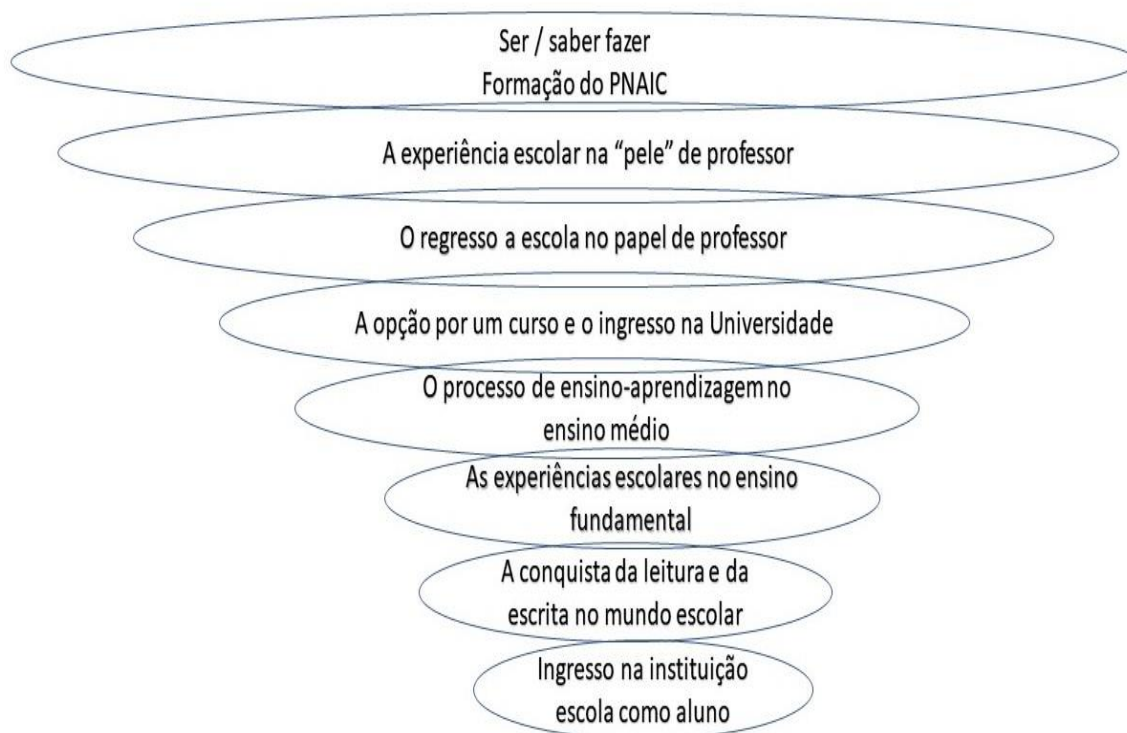 Ser / saber fazer
Formação do PNAIC
A experiência escolar na “pele” de professor
O regresso a escola no papel de professor
A opção por um curso e o ingresso na Universidade
O processo de ensino-aprendizagem no
ensino médio
As experiências escolares no ensino
fundamental
A conquista da leitura e da
escrita no mundo escolar
Ingresso na instituição
escola como aluno